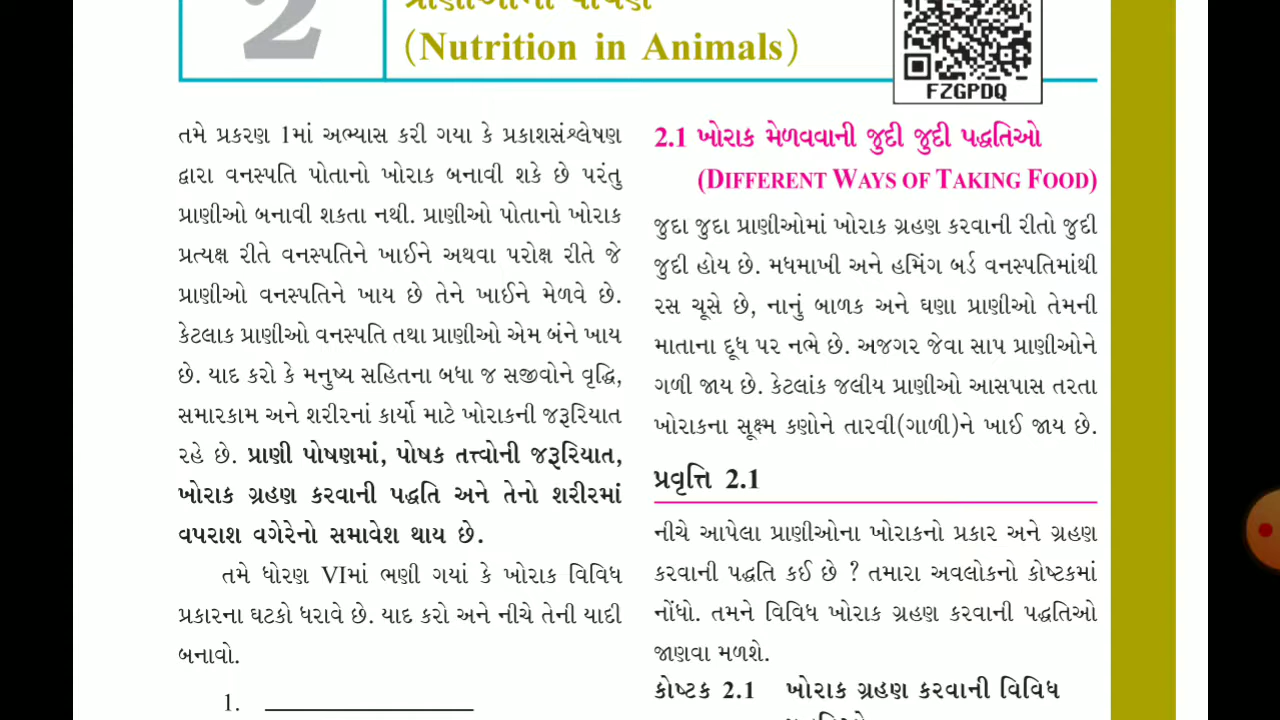 2
(Nutrition in Animals)
FZGPDQ
તમે પ્રકરણ 1માં અભ્યાસ કરી ગયા કે પ્રકાશસંશ્લેષણ
દ્વારા વનસ્પતિ પોતાનો ખોરાક બનાવી શકે છે પરંતુ
પ્રાણીઓ બનાવી શકતા નથી. પ્રાણીઓ પોતાનો ખોરાક
પ્રત્યક્ષ રીતે વનસ્પતિને ખાઈને અથવા પરોક્ષ રીતે જે
પ્રાણીઓ વનસ્પતિને ખાય છે તેને ખાઈને મેળવે છે.
કેટલાક પ્રાણીઓ વનસ્પતિ તથા પ્રાણીઓ એમ બંને ખાય
છે. યાદ કરો કે મનુષ્ય સહિતના બધા જ સજીવોને વૃદ્ધિ,
સમારકામ અને શરીરનાં કાર્યો માટે ખોરાકની જરૂરિયાત
રહે છે. પ્રાણી પોષણમાં, પોષક તત્ત્વોની જરૂરિયાત,
ખોરાક ગ્રહણ કરવાની પદ્ધતિ અને તેનો શરીરમાં
વપરાશ વગેરેનો સમાવેશ થાય છે.
તમે ધોરણ VIમાં ભણી ગયાં કે ખોરાક વિવિધ
પ્રકારના ઘટકો ધરાવે છે. યાદ કરો અને નીચે તેની યાદી
બનાવો.
1.
2.1 ખોરાક મેળવવાની જુદી જુદી પદ્ધતિઓ
(DIFFERENT WAYS OF TAKING FOOD)
જુદા જુદા પ્રાણીઓમાં ખોરાક ગ્રહણ કરવાની રીતો જુદી
જુદી હોય છે. મધમાખી અને હમિંગ બર્ડ વનસ્પતિમાંથી
રસ ચૂસે છે, નાનું બાળક અને ઘણા પ્રાણીઓ તેમની
માતાના દૂધ પર નભે છે. અજગર જેવા સાપ પ્રાણીઓને
ગળી જાય છે. કેટલાંક જલીય પ્રાણીઓ આસપાસ તરતા
ખોરાકના સૂક્ષ્મ કણોને તારવી(ગાળી)ને ખાઈ જાય છે.
પ્રવૃત્તિ 2.1
નીચે આપેલા પ્રાણીઓના ખોરાકનો પ્રકાર અને ગ્રહણ
કરવાની પદ્ધતિ કઈ છે ? તમારા અવલોકનો કોષ્ટકમાં
નોંધો. તમને વિવિધ ખોરાક ગ્રહણ કરવાની પદ્ધતિઓ
જાણવા મળશે.
કોષ્ટક 2.1 ખોરાક ગ્રહણ કરવાની વિવિધ